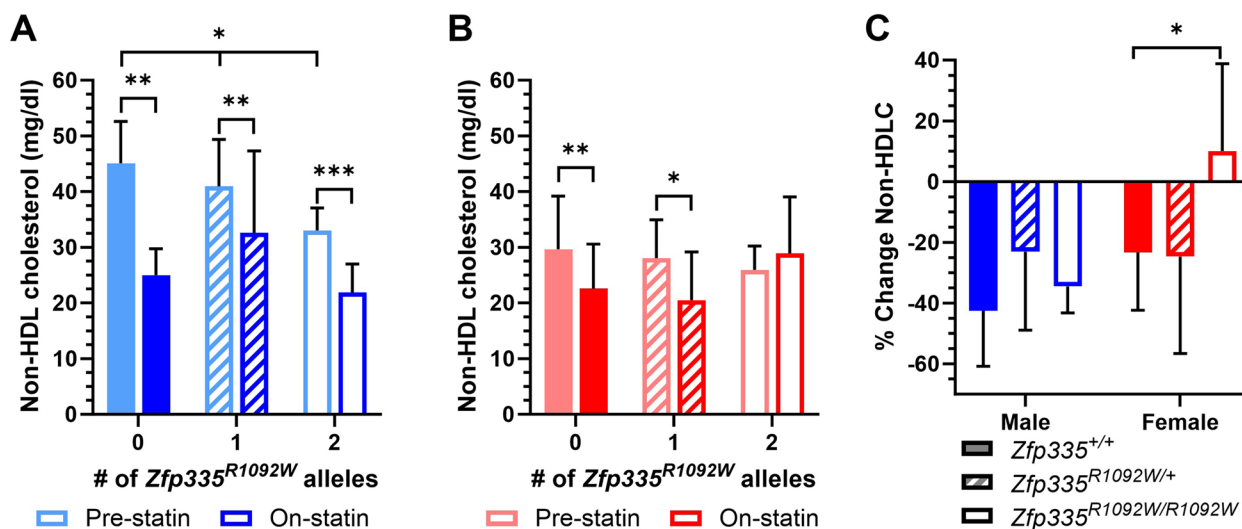 A
*
60
50
40
30
20
10
0
Non-HDL cholesterol (mg/dl)
**
**
***
0 1 2
# of Zfp335R1092W alleles
Pre-statin On-statin
B
60
50
40
30
20
10
0
Non-HDL cholesterol (mg/dl)
**
*
0 1 2
# of Zfp335R1092W alleles
Pre-statin On-statin
C
*
40
20
0
-20
-40
-60
% Change Non-HDLC
Male Female
Zfp335+/+
Zfp335R1092W/+
Zfp335R1092W/R1092W